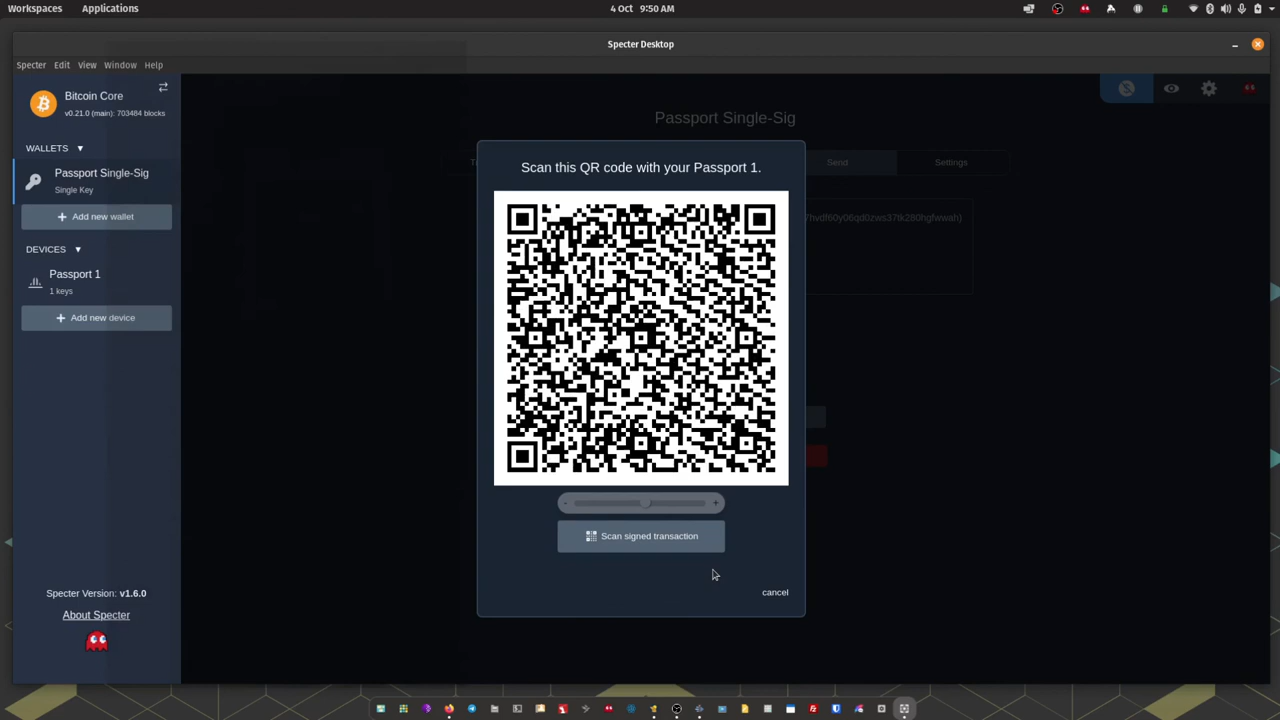 Workspaces Applications 4 Oct 9:50 AM
Specter Desktop
Specter Edit View Window Help
Bitcoin Core
v0.21.0 (main): 703484 blocks
WALLETS ▼
Passport Single-Sig
Single Key
+ Add new wallet
DEVICES ▼
Passport 1
1 keys
+ Add new device
Specter Version: v1.6.0
About Specter
Passport Single-Sig
Send Settings
Scan this QR code with your Passport 1.
- +
Scan signed transaction
cancel